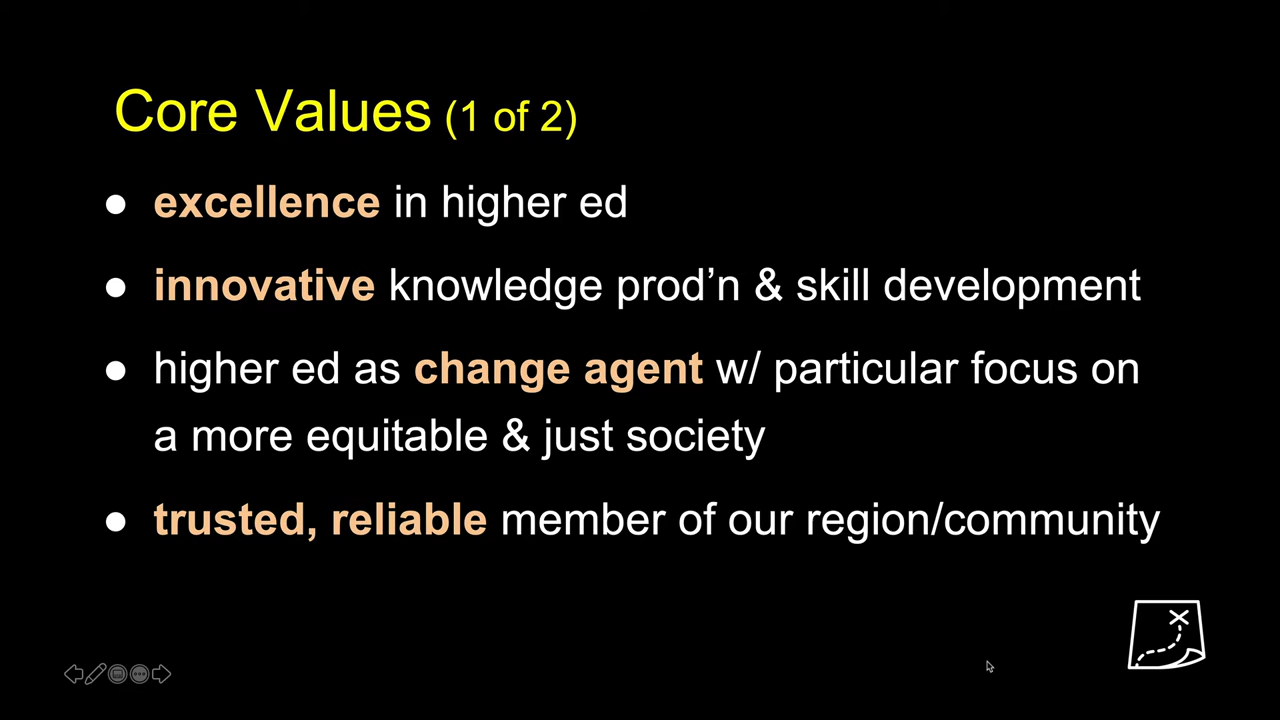 Core Values (1 of 2)
● excellence in higher ed
● innovative knowledge prod’n & skill development
● higher ed as change agent w/ particular focus on
a more equitable & just society
● trusted, reliable member of our region/community